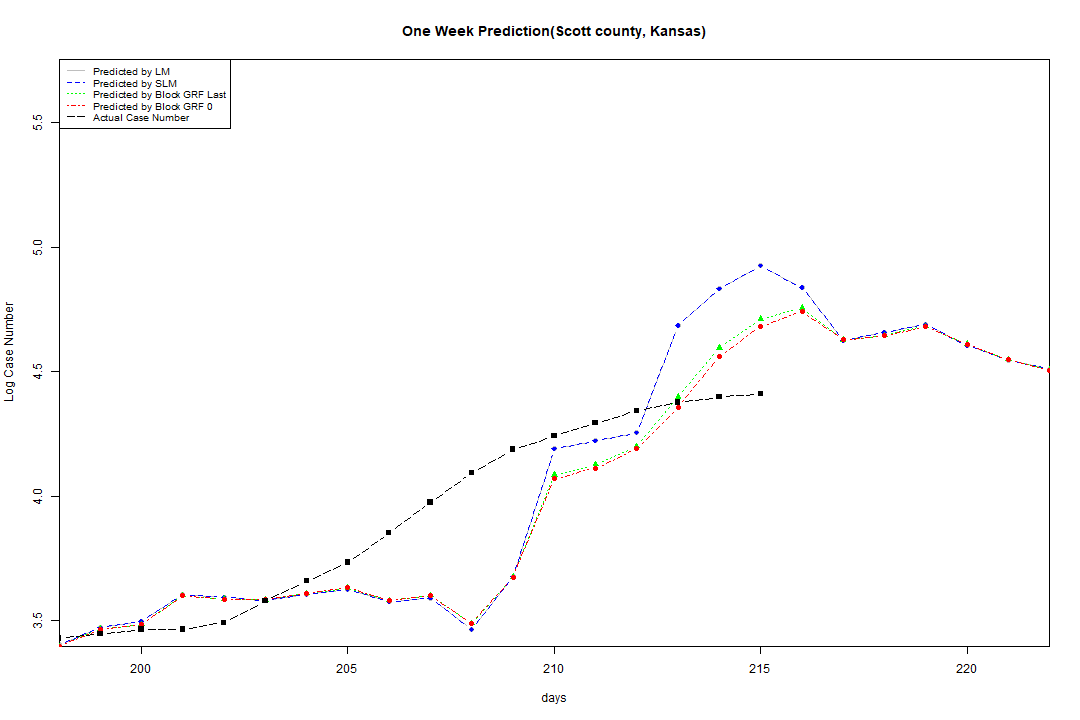 One Week Prediction(Scott county, Kansas)
Predicted by LM
Predicted by SLM
Predicted by Block GRF Last
Predicted by Block GRF 0
Actual Case Number
5.5
5.0
4.5
4.0
3.5
Log Case Number
200 205 210 215 220
days